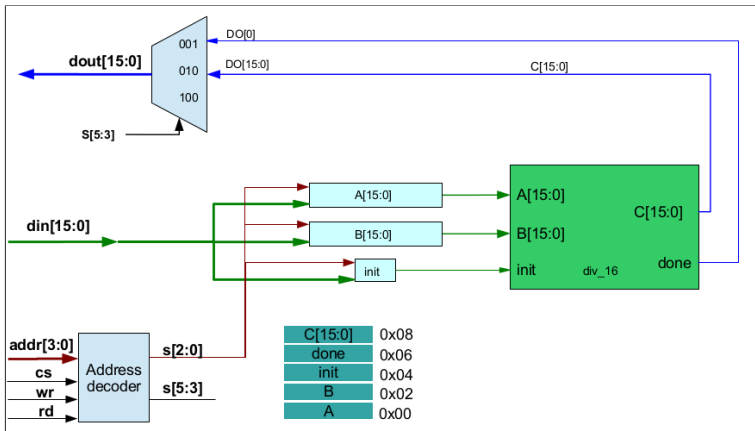 DO[0]
001
dout[15:0]
010
DO[15:0]
C[15:0]
100
S[5:3]
A[15:0]
A[15:0]
C[15:0]
din[15:0]
B[15:0]
B[15:0]
init
init
div_16
done
addr[3:0]
s[2:0]
Address
decoder
cs
wr
s[5:3]
rd
C[15:0] 0x08
done 0x06
init 0x04
B 0x02
A 0x00